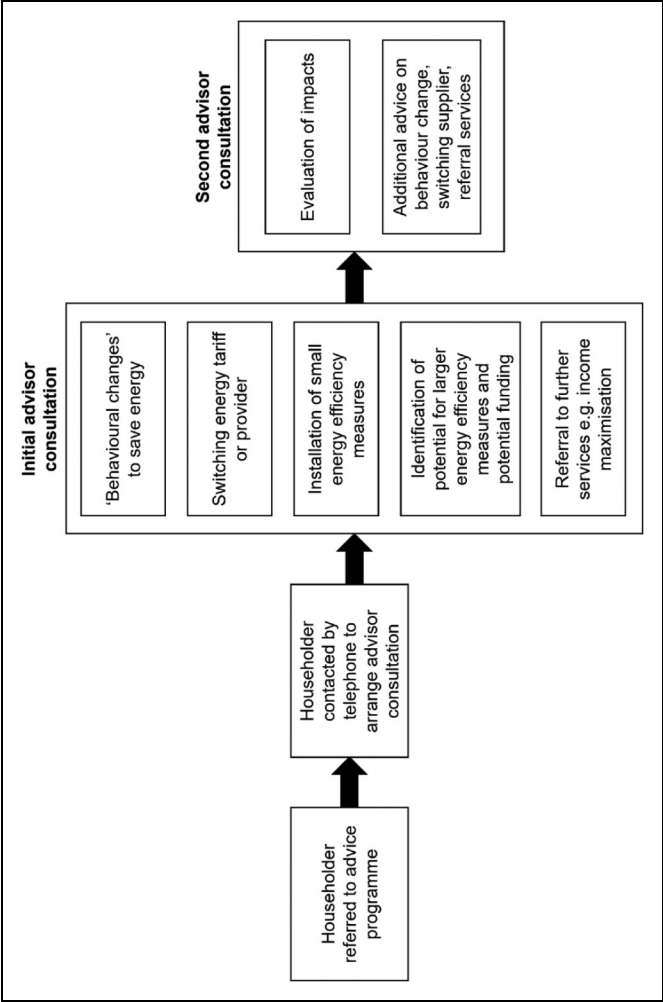 Householder
referred to advice
programme
Householder
contacted by
telephone to
arrange advisor
consultation
Initial advisor
consultation
‘Behavioural changes’
to save energy
Switching energy tariff
or provider
Installation of small
energy efficiency
measures
Identification of
potential for larger
energy efficiency
measures and
potential funding
Referral to further
services e.g. income
maximisation
Second advisor
consultation
Evaluation of impacts
Additional advice on
behaviour change,
switching supplier,
referral services